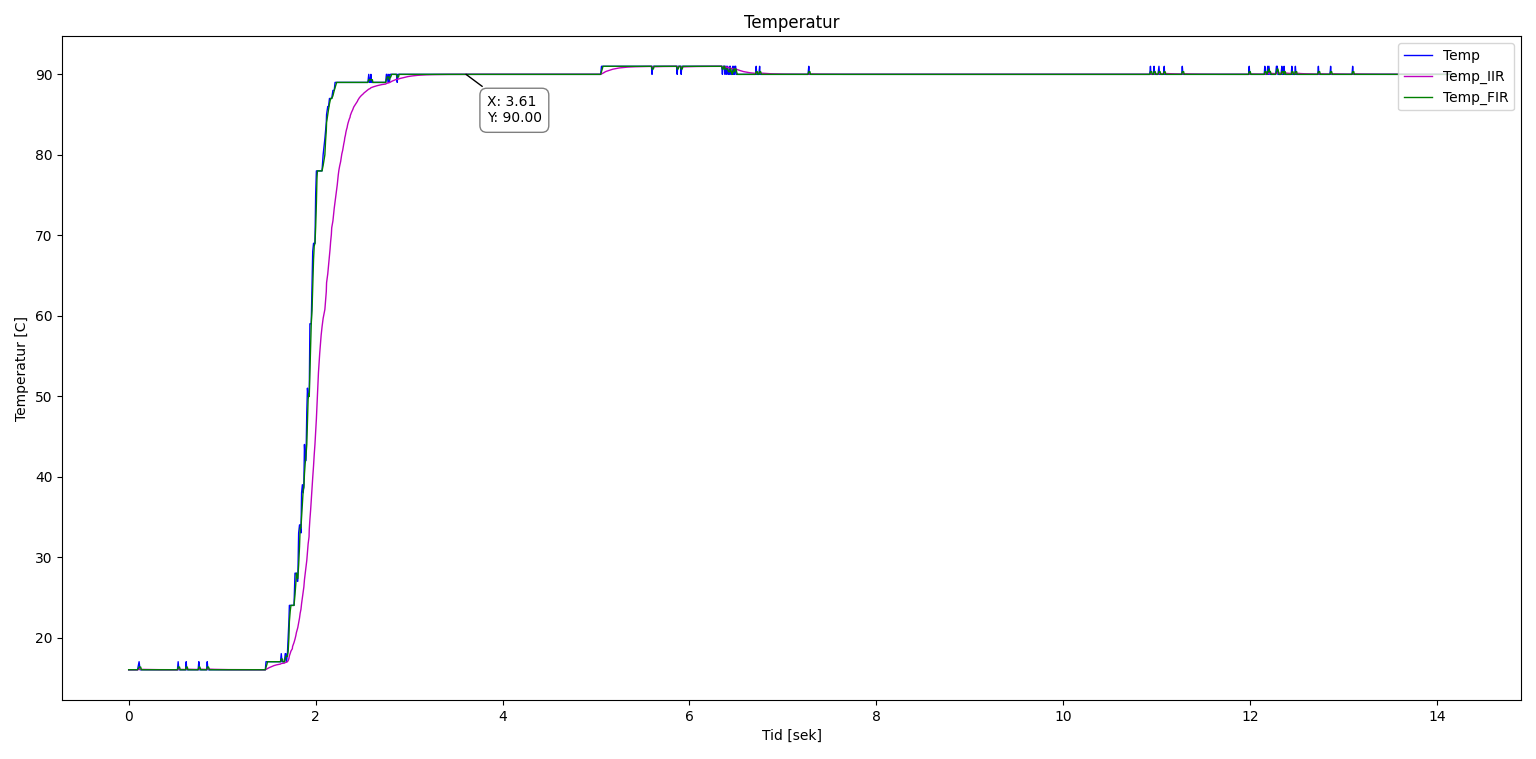 Temperatur
Temp
Temp_IIR
Temp_FIR
X: 3.61
Y: 90.00
90
80
70
60
50
40
30
20
Temperatur [C]
0 2 4 6 8 10 12 14
Tid [sek]